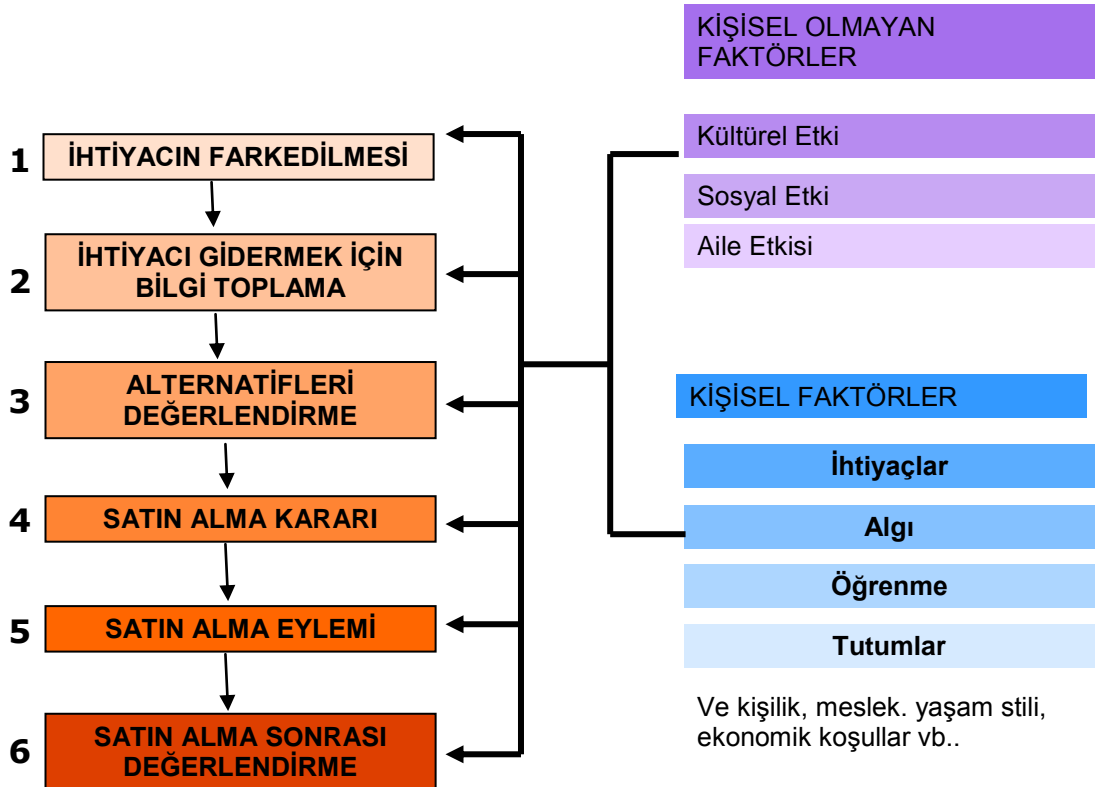 KİŞİSEL OLMAYAN
FAKTÖRLER
Kültürel Etki
Sosyal Etki
Aile Etkisi
1 İHTİYACIN FARKEDİLMESİ
2 İHTİYACI GİDERMEK İÇİN
BİLGİ TOPLAMA
3 ALTERNATİFLERİ
DEĞERLENDİRME
4 SATIN ALMA KARARI
5 SATIN ALMA EYLEMİ
6 SATIN ALMA SONRASI
DEĞERLENDİRME
KİŞİSEL FAKTÖRLER
İhtiyaçlar
Algı
Öğrenme
Tutumlar
Ve kişilik, meslek. yaşam stili,
ekonomik koşullar vb..